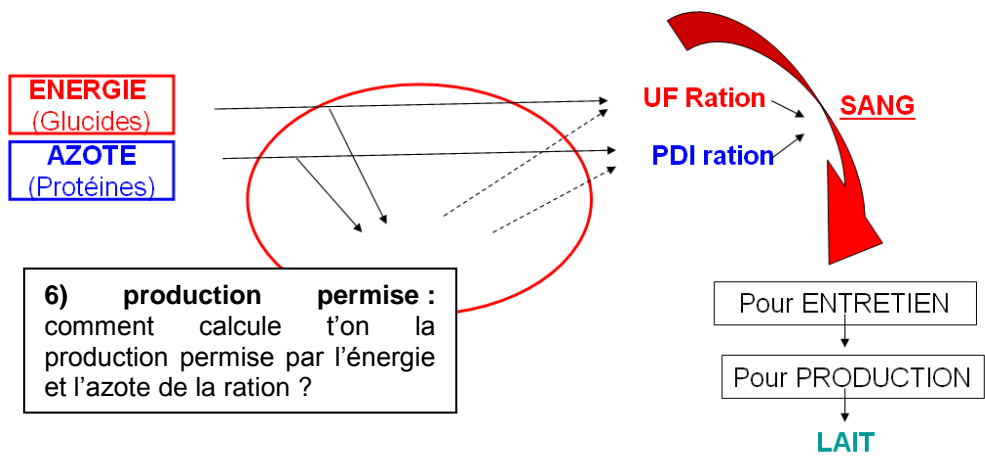 ENERGIE
(Glucides)
AZOTE
(Protéines)
UF Ration
PDI ration
SANG
6) production permise :
comment calcule t’on la
production permise par l’énergie
et l’azote de la ration ?
Pour ENTRETIEN
Pour PRODUCTION
LAIT